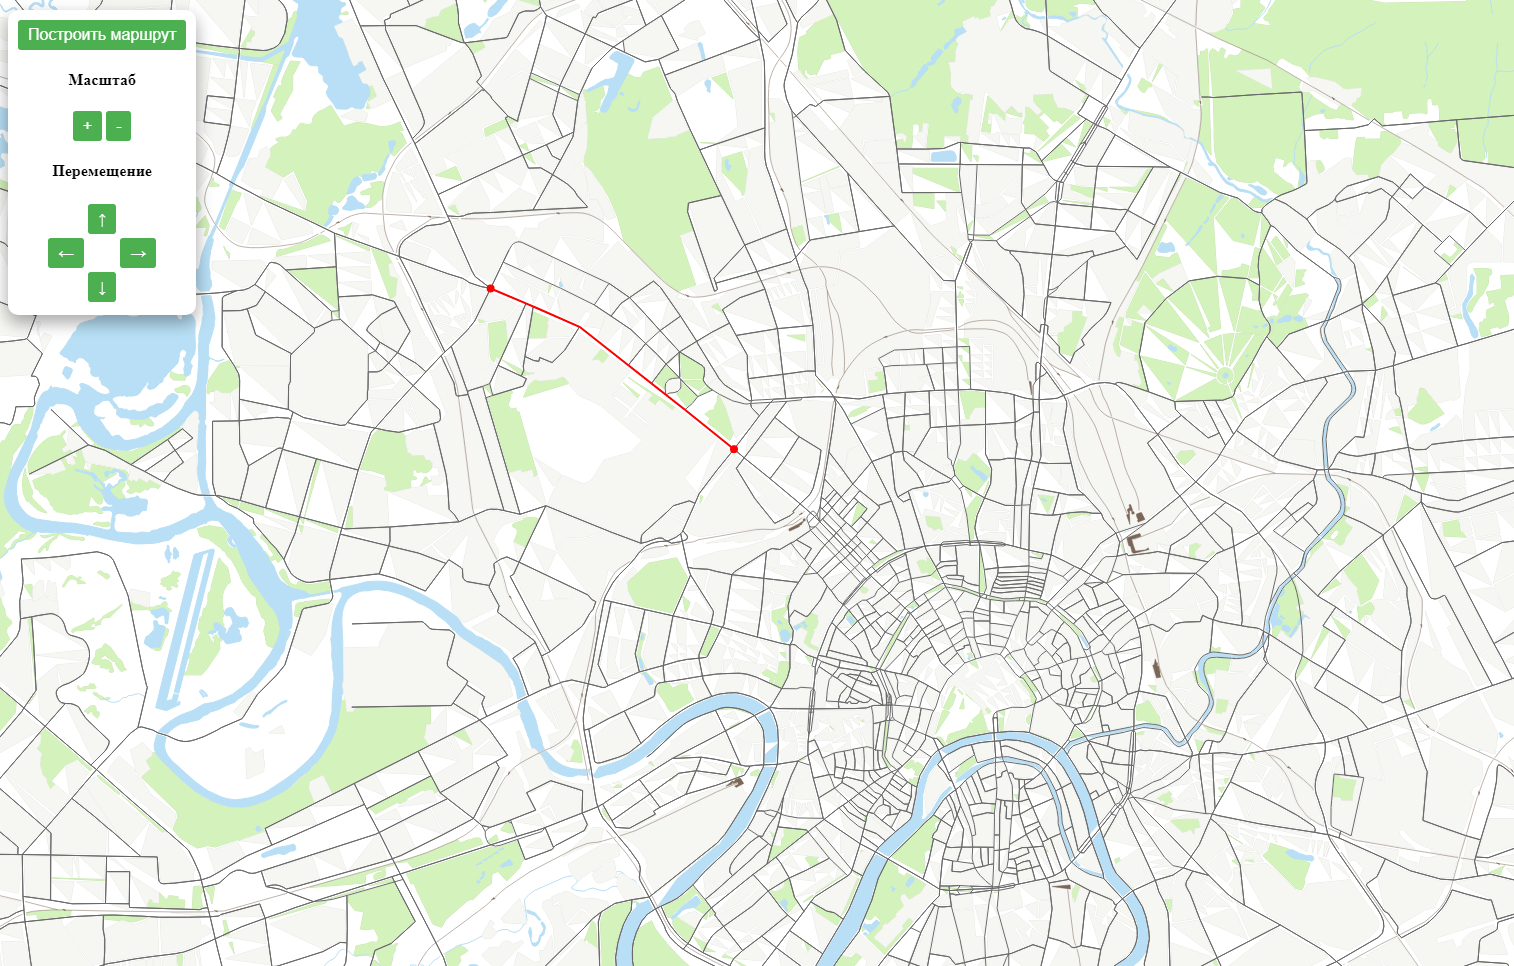 Построить маршрут
Масштаб
+ -
Перемещение
↑
← →
↓